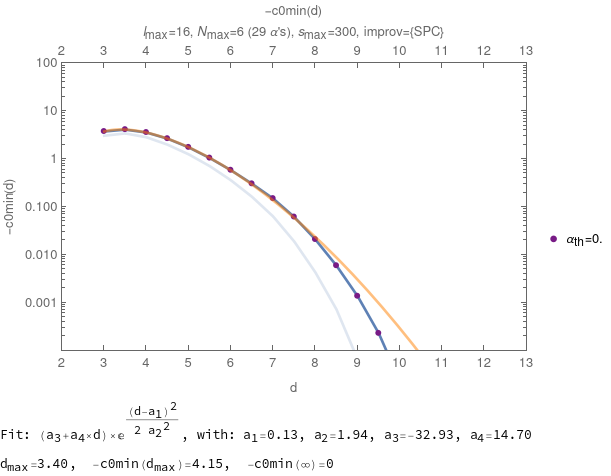 −c0min(d)
lmax=16, Nmax=6 (29 α's), smax=300, improv={SPC}
2 3 4 5 6 7 8 9 10 11 12 13
100
10
1
0.100
0.010
0.001
−c0min(d)
2 3 4 5 6 7 8 9 10 11 12 13
d
αth=0.
Fit: (a3+a4×d)×e^((d−a1)^2/(2 a2^2)), with: a1=0.13, a2=1.94, a3=−32.93, a4=14.70
dmax=3.40, −c0min(dmax)=4.15, −c0min(∞)=0